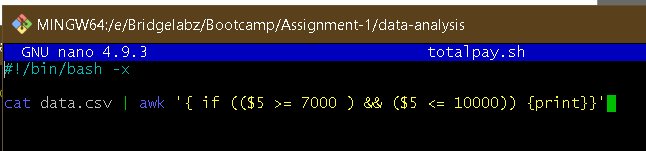 MINGW64:/e/Bridgelabz/Bootcamp/Assignment-1/data-analysis
GNU nano 4.9.3 totalpay.sh
#!/bin/bash -x
cat data.csv | awk '{ if (($5 >= 7000 ) && ($5 <= 10000)) {print}}'